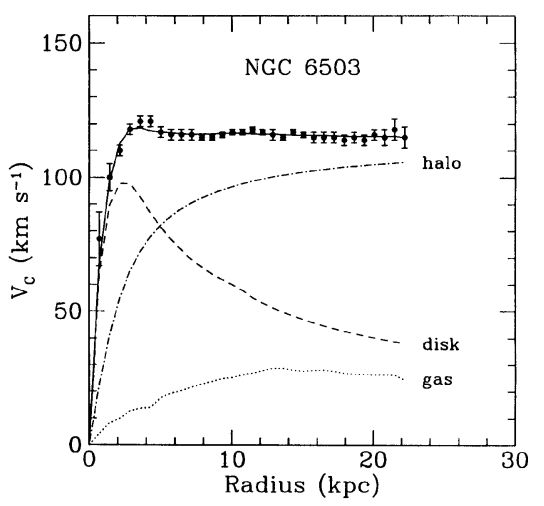 NGC 6503
150
100
50
0
V_c (km s⁻¹)
halo
disk
gas
0 10 20 30
Radius (kpc)